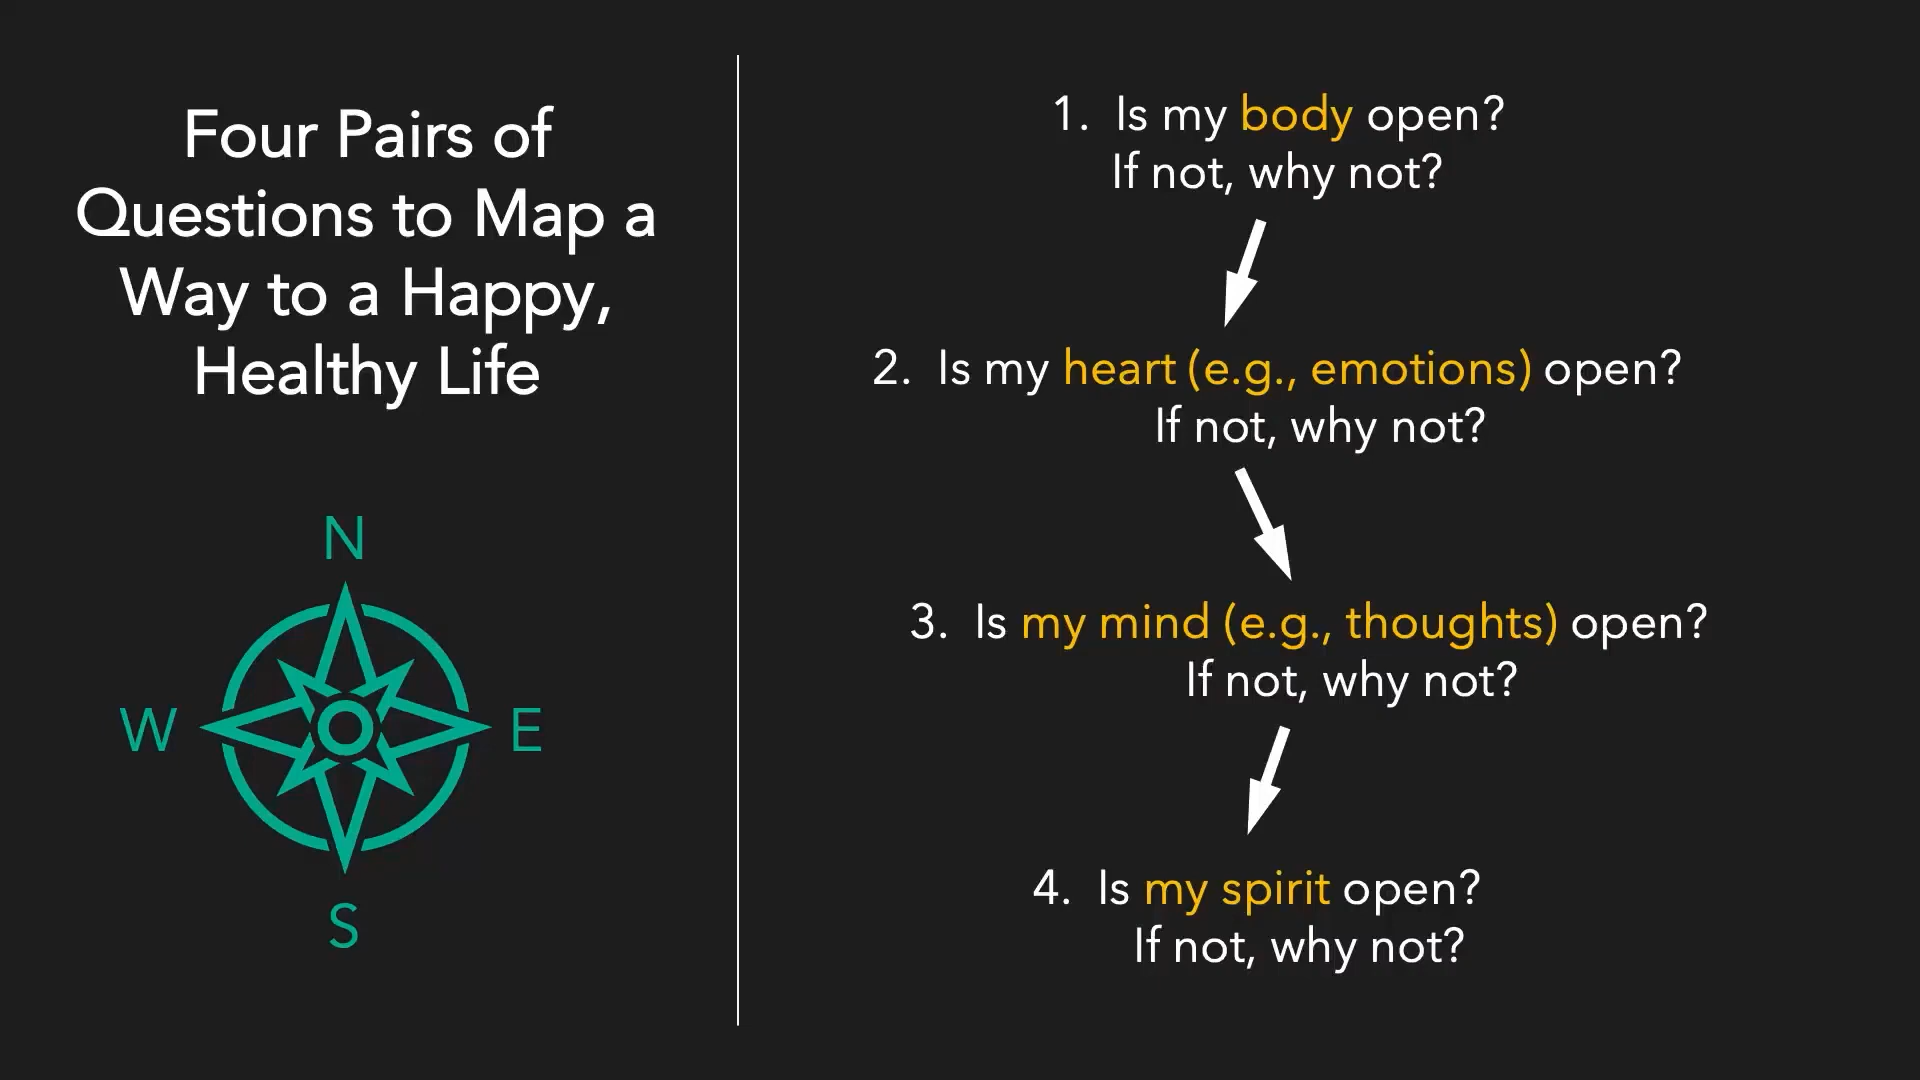 Four Pairs of
Questions to Map a
Way to a Happy,
Healthy Life
N
W
E
S
1. Is my body open?
If not, why not?
2. Is my heart (e.g., emotions) open?
If not, why not?
3. Is my mind (e.g., thoughts) open?
If not, why not?
4. Is my spirit open?
If not, why not?